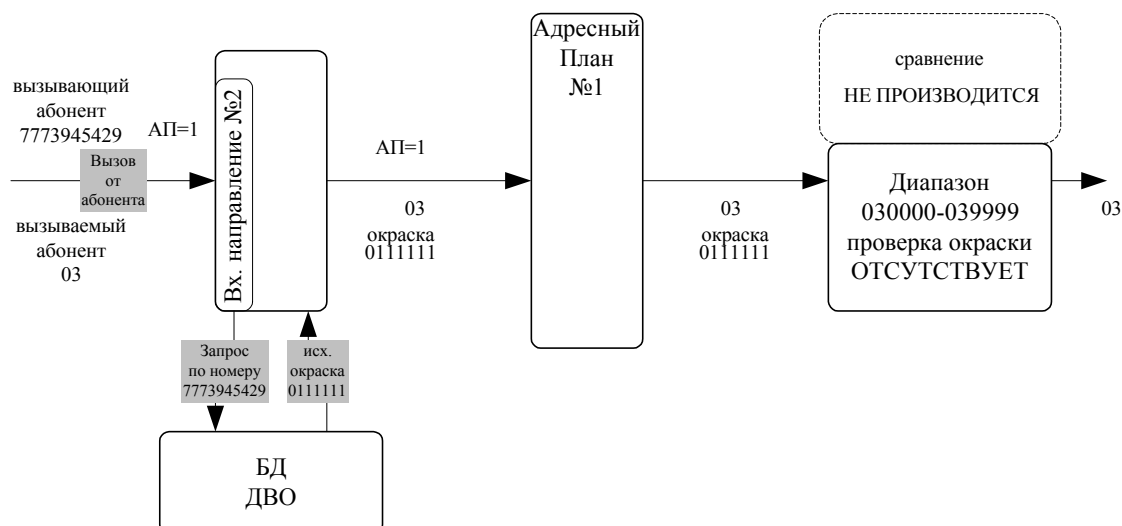 вызывающий
абонент
7773945429
АП=1
Вызов
от
абонента
вызываемый
абонент
03
Вх. направление №2
АП=1
03
окраска
0111111
Адресный
План
№1
03
окраска
0111111
сравнение
НЕ ПРОИЗВОДИТСЯ
Диапазон
030000-039999
проверка окраски
ОТСУТСТВУЕТ
03
Запрос
по номеру
7773945429
исх.
окраска
0111111
БД
ДВО